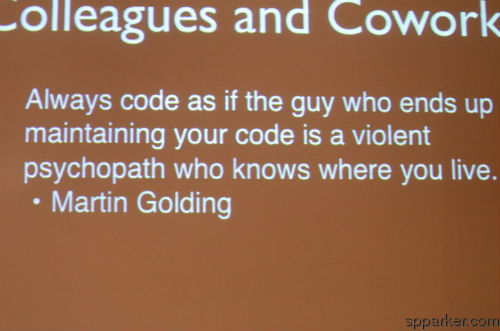 Colleagues and Cowork
Always code as if the guy who ends up
maintaining your code is a violent
psychopath who knows where you live.
• Martin Golding
spparker.com